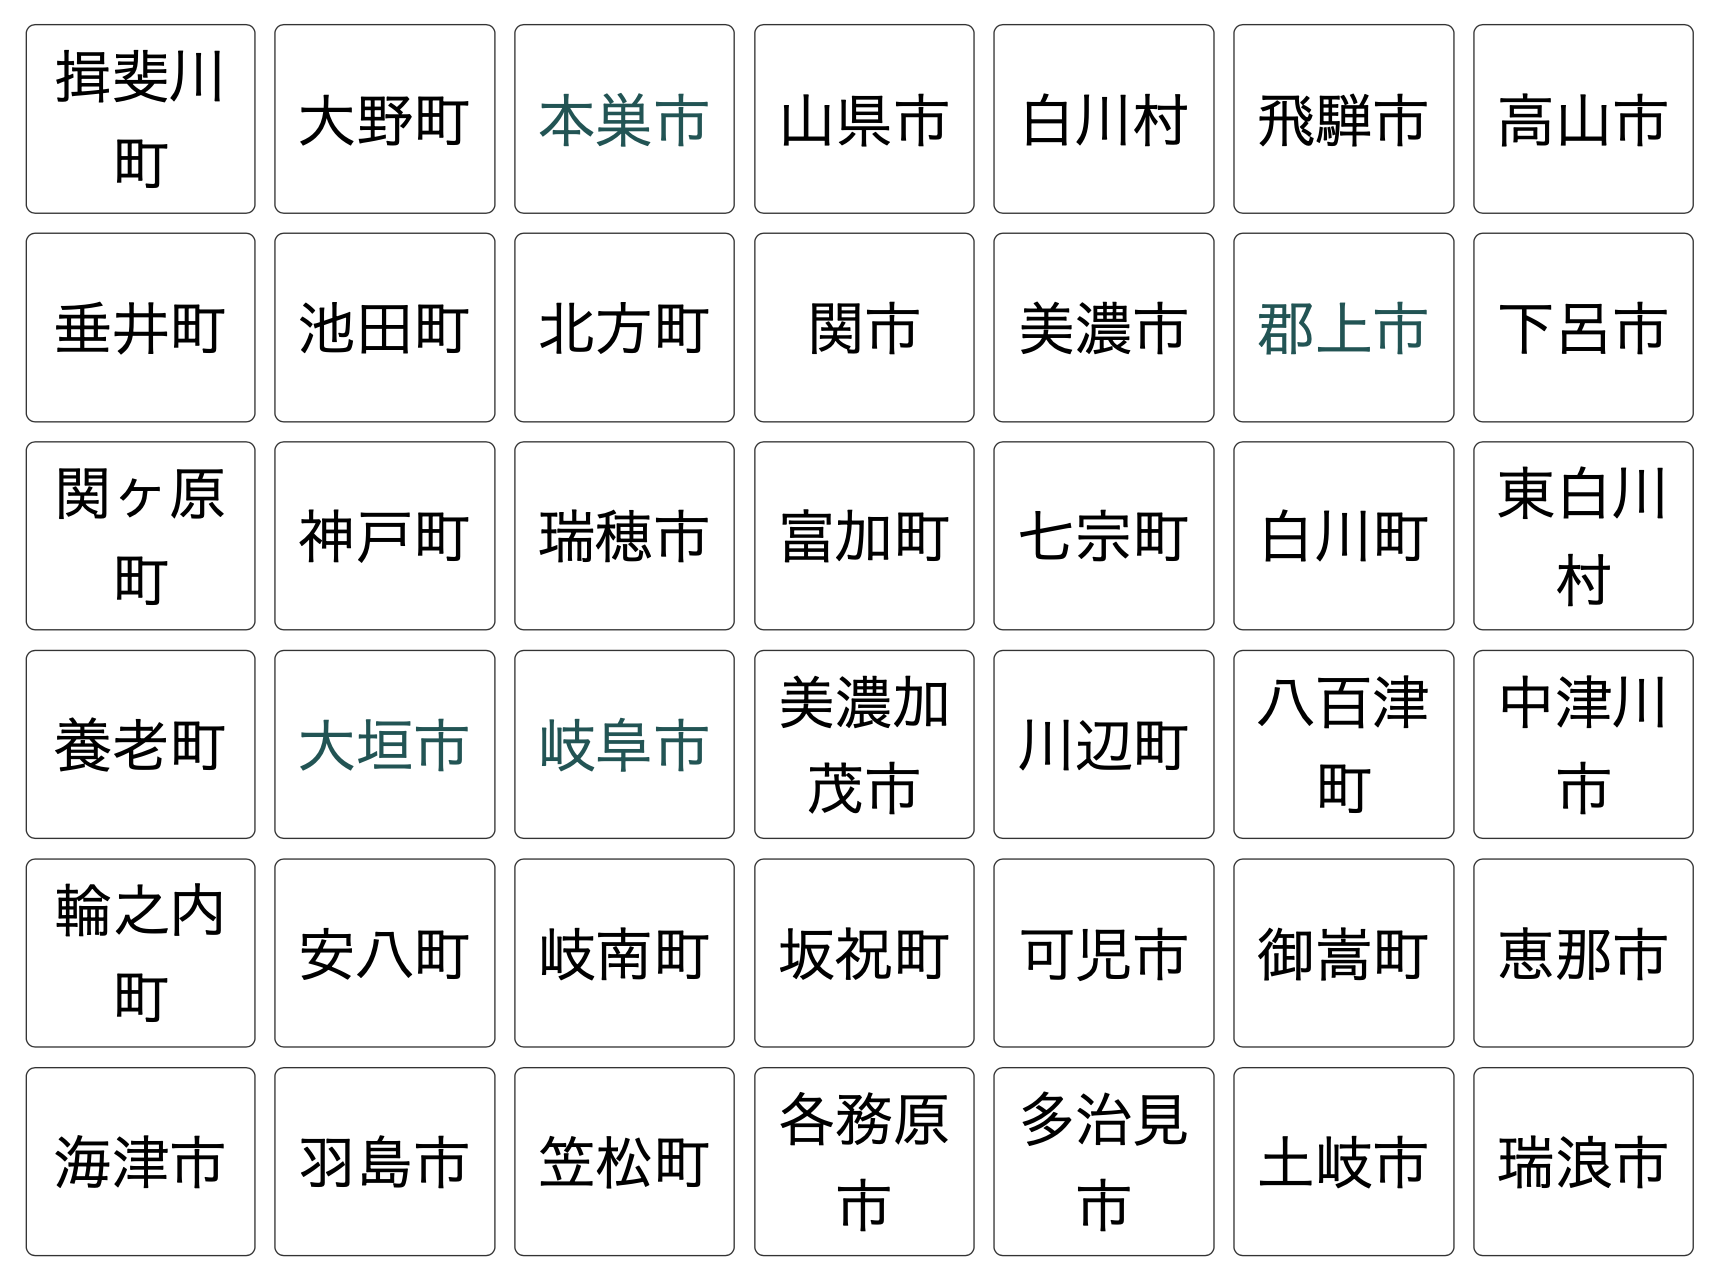 揖斐川
町
大野町
本巣市
山県市
白川村
飛騨市
高山市
垂井町
池田町
北方町
関市
美濃市
郡上市
下呂市
関ヶ原
町
神戸町
瑞穂市
富加町
七宗町
白川町
東白川
村
養老町
大垣市
岐阜市
美濃加
茂市
川辺町
八百津
町
中津川
市
輪之内
町
安八町
岐南町
坂祝町
可児市
御嵩町
恵那市
海津市
羽島市
笠松町
各務原
市
多治見
市
土岐市
瑞浪市